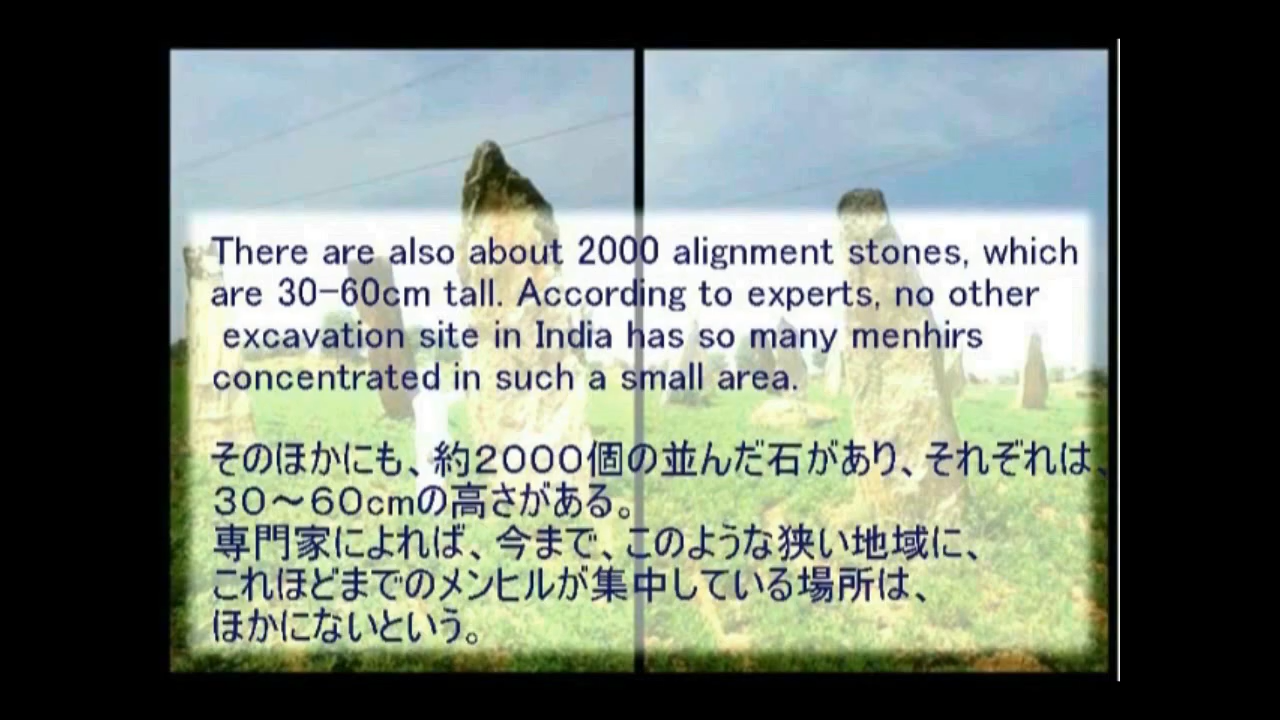 There are also about 2000 alignment stones, which
are 30-60cm tall. According to experts, no other
excavation site in India has so many menhirs
concentrated in such a small area.
そのほかにも、約２０００個の並んだ石があり、それぞれは、
３０～６０cmの高さがある。
専門家によれば、今まで、このような狭い地域に、
これほどまでのメンヒルが集中している場所は、
ほかにないという。